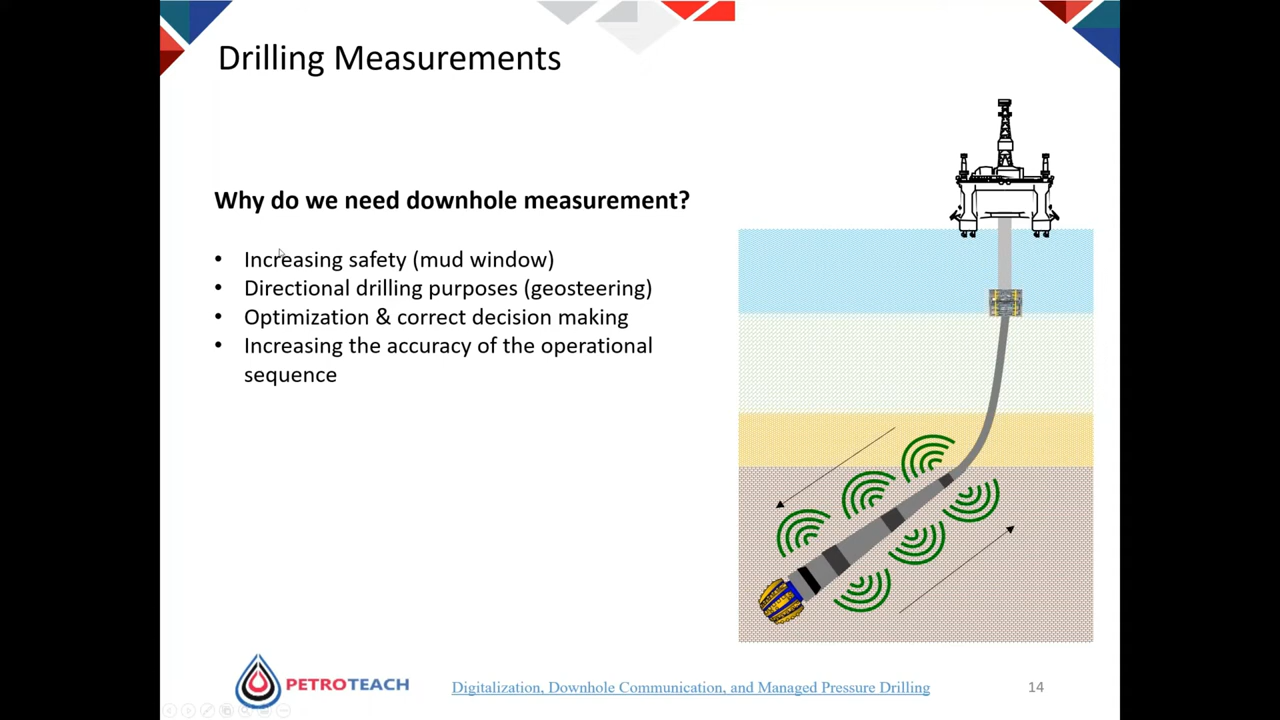 Drilling Measurements
Why do we need downhole measurement?
• Increasing safety (mud window)
• Directional drilling purposes (geosteering)
• Optimization & correct decision making
• Increasing the accuracy of the operational
sequence
PETROTEACH
Digitalization, Downhole Communication, and Managed Pressure Drilling
14